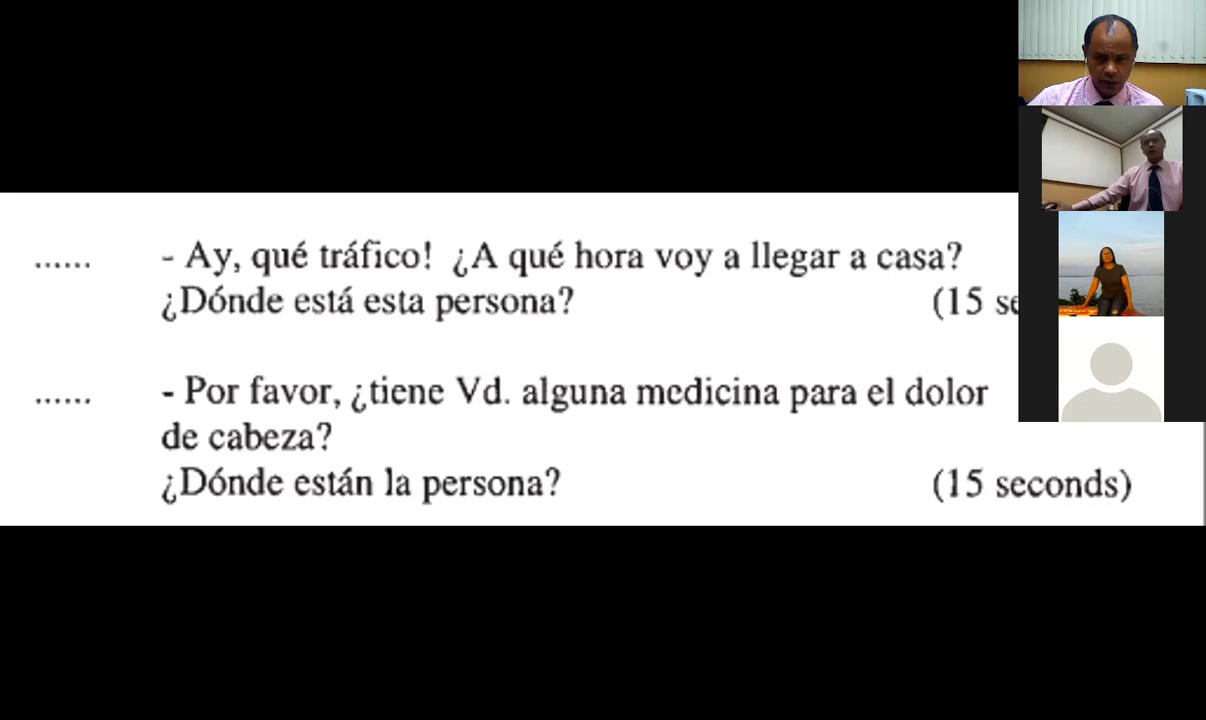 ...... - Ay, qué tráfico! ¿A qué hora voy a llegar a casa?
¿Dónde está esta persona? (15
...... - Por favor, ¿tiene Vd. alguna medicina para el dolor
de cabeza?
¿Dónde están la persona? (15 seconds)